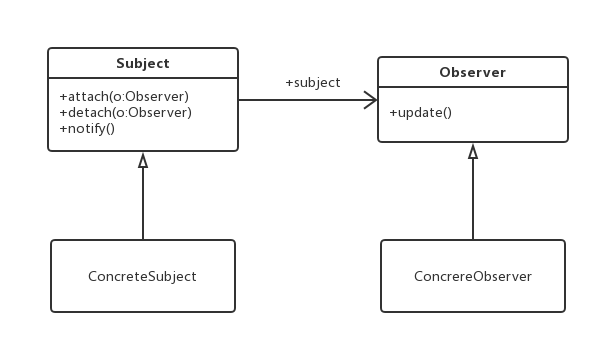 Subject
+attach(o:Observer)
+detach(o:Observer)
+notify()
+subject
Observer
+update()
ConcreteSubject
ConcrereObserver